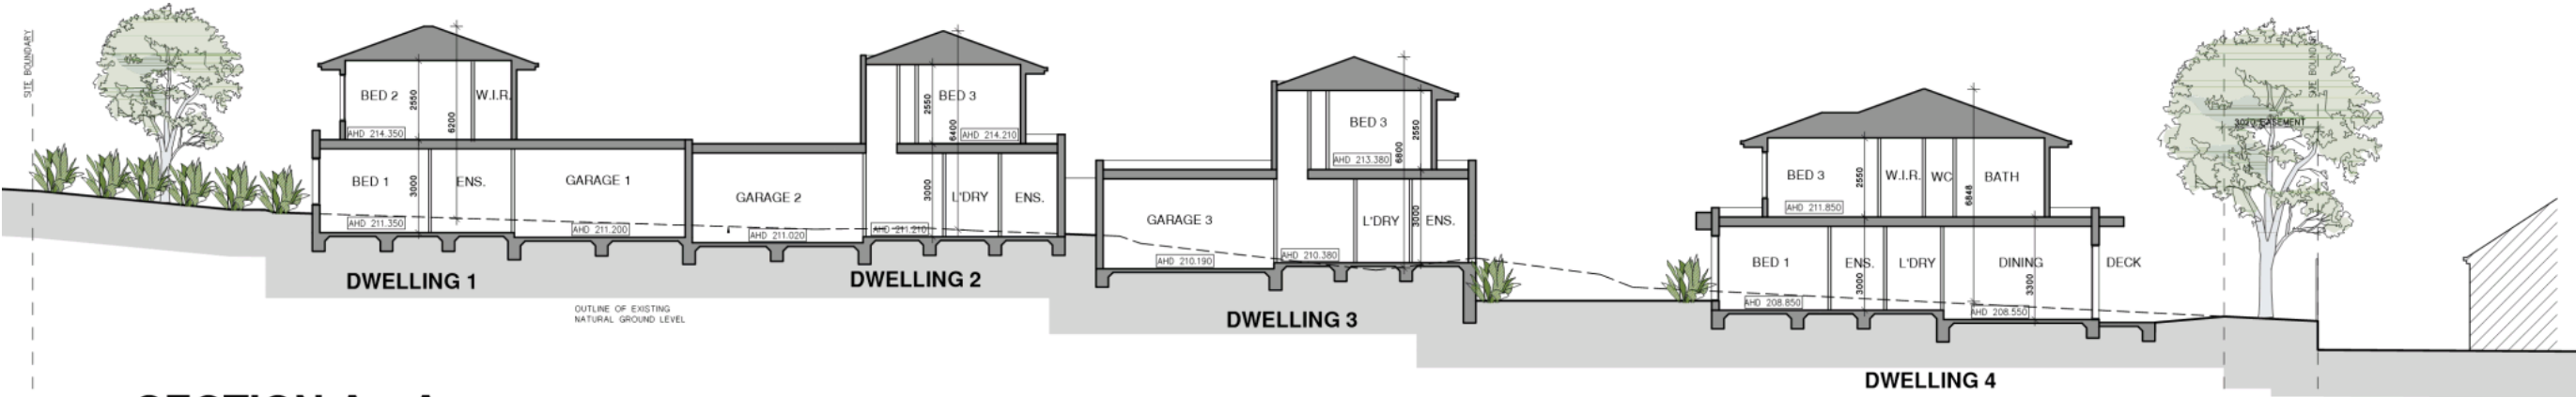 SITE BOUNDARY
BED 2
2550
6200
W.I.R.
AHD 214.350
BED 1
3000
ENS.
GARAGE 1
AHD 211.350
AHD 211.200
DWELLING 1
OUTLINE OF EXISTING
NATURAL GROUND LEVEL
2550
BED 3
6400
AHD 214.210
GARAGE 2
3000
L'DRY
ENS.
AHD 211.020
AHD 211.210
DWELLING 2
BED 3
2550
6800
AHD 213.380
GARAGE 3
L'DRY
3000
ENS.
AHD 210.190
AHD 210.380
DWELLING 3
BED 3
2550
W.I.R.
WC
BATH
6848
AHD 211.850
BED 1
ENS.
L'DRY
DINING
DECK
3000
3300
AHD 208.850
AHD 208.550
DWELLING 4
SITE BOUNDARY
EASEMENT